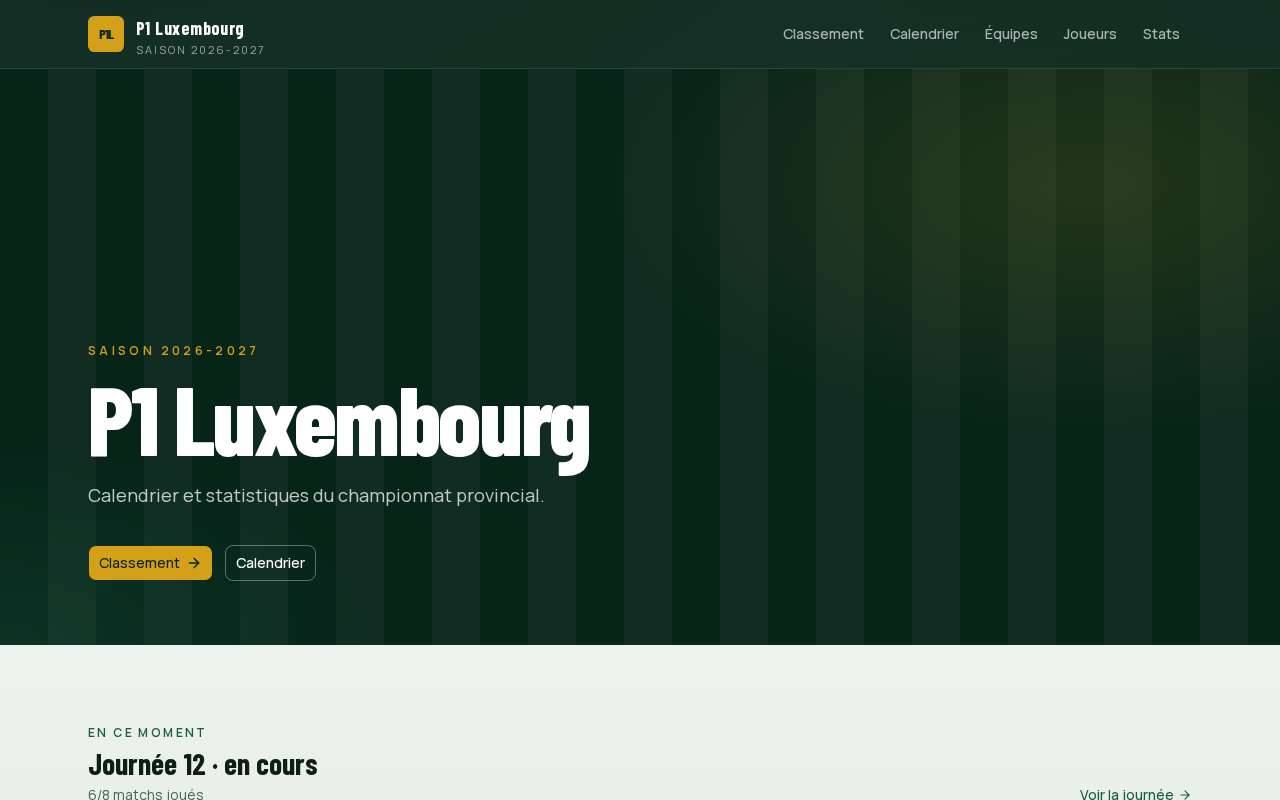 P1L
P1 Luxembourg
SAISON 2026-2027
Classement
Calendrier
Équipes
Joueurs
Stats
SAISON 2026-2027
P1 Luxembourg
Calendrier et statistiques du championnat provincial.
Classement →
Calendrier
EN CE MOMENT
Journée 12 · en cours
6/8 matchs joués
Voir la journée →